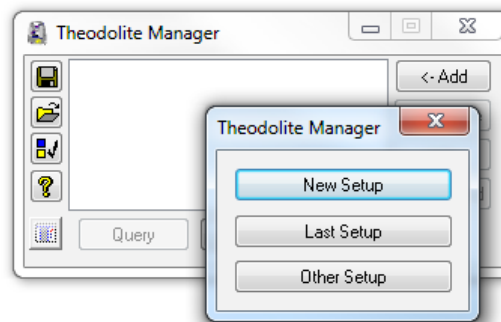 Theodolite Manager
<- Add
Theodolite Manager
New Setup
Last Setup
Query
Other Setup